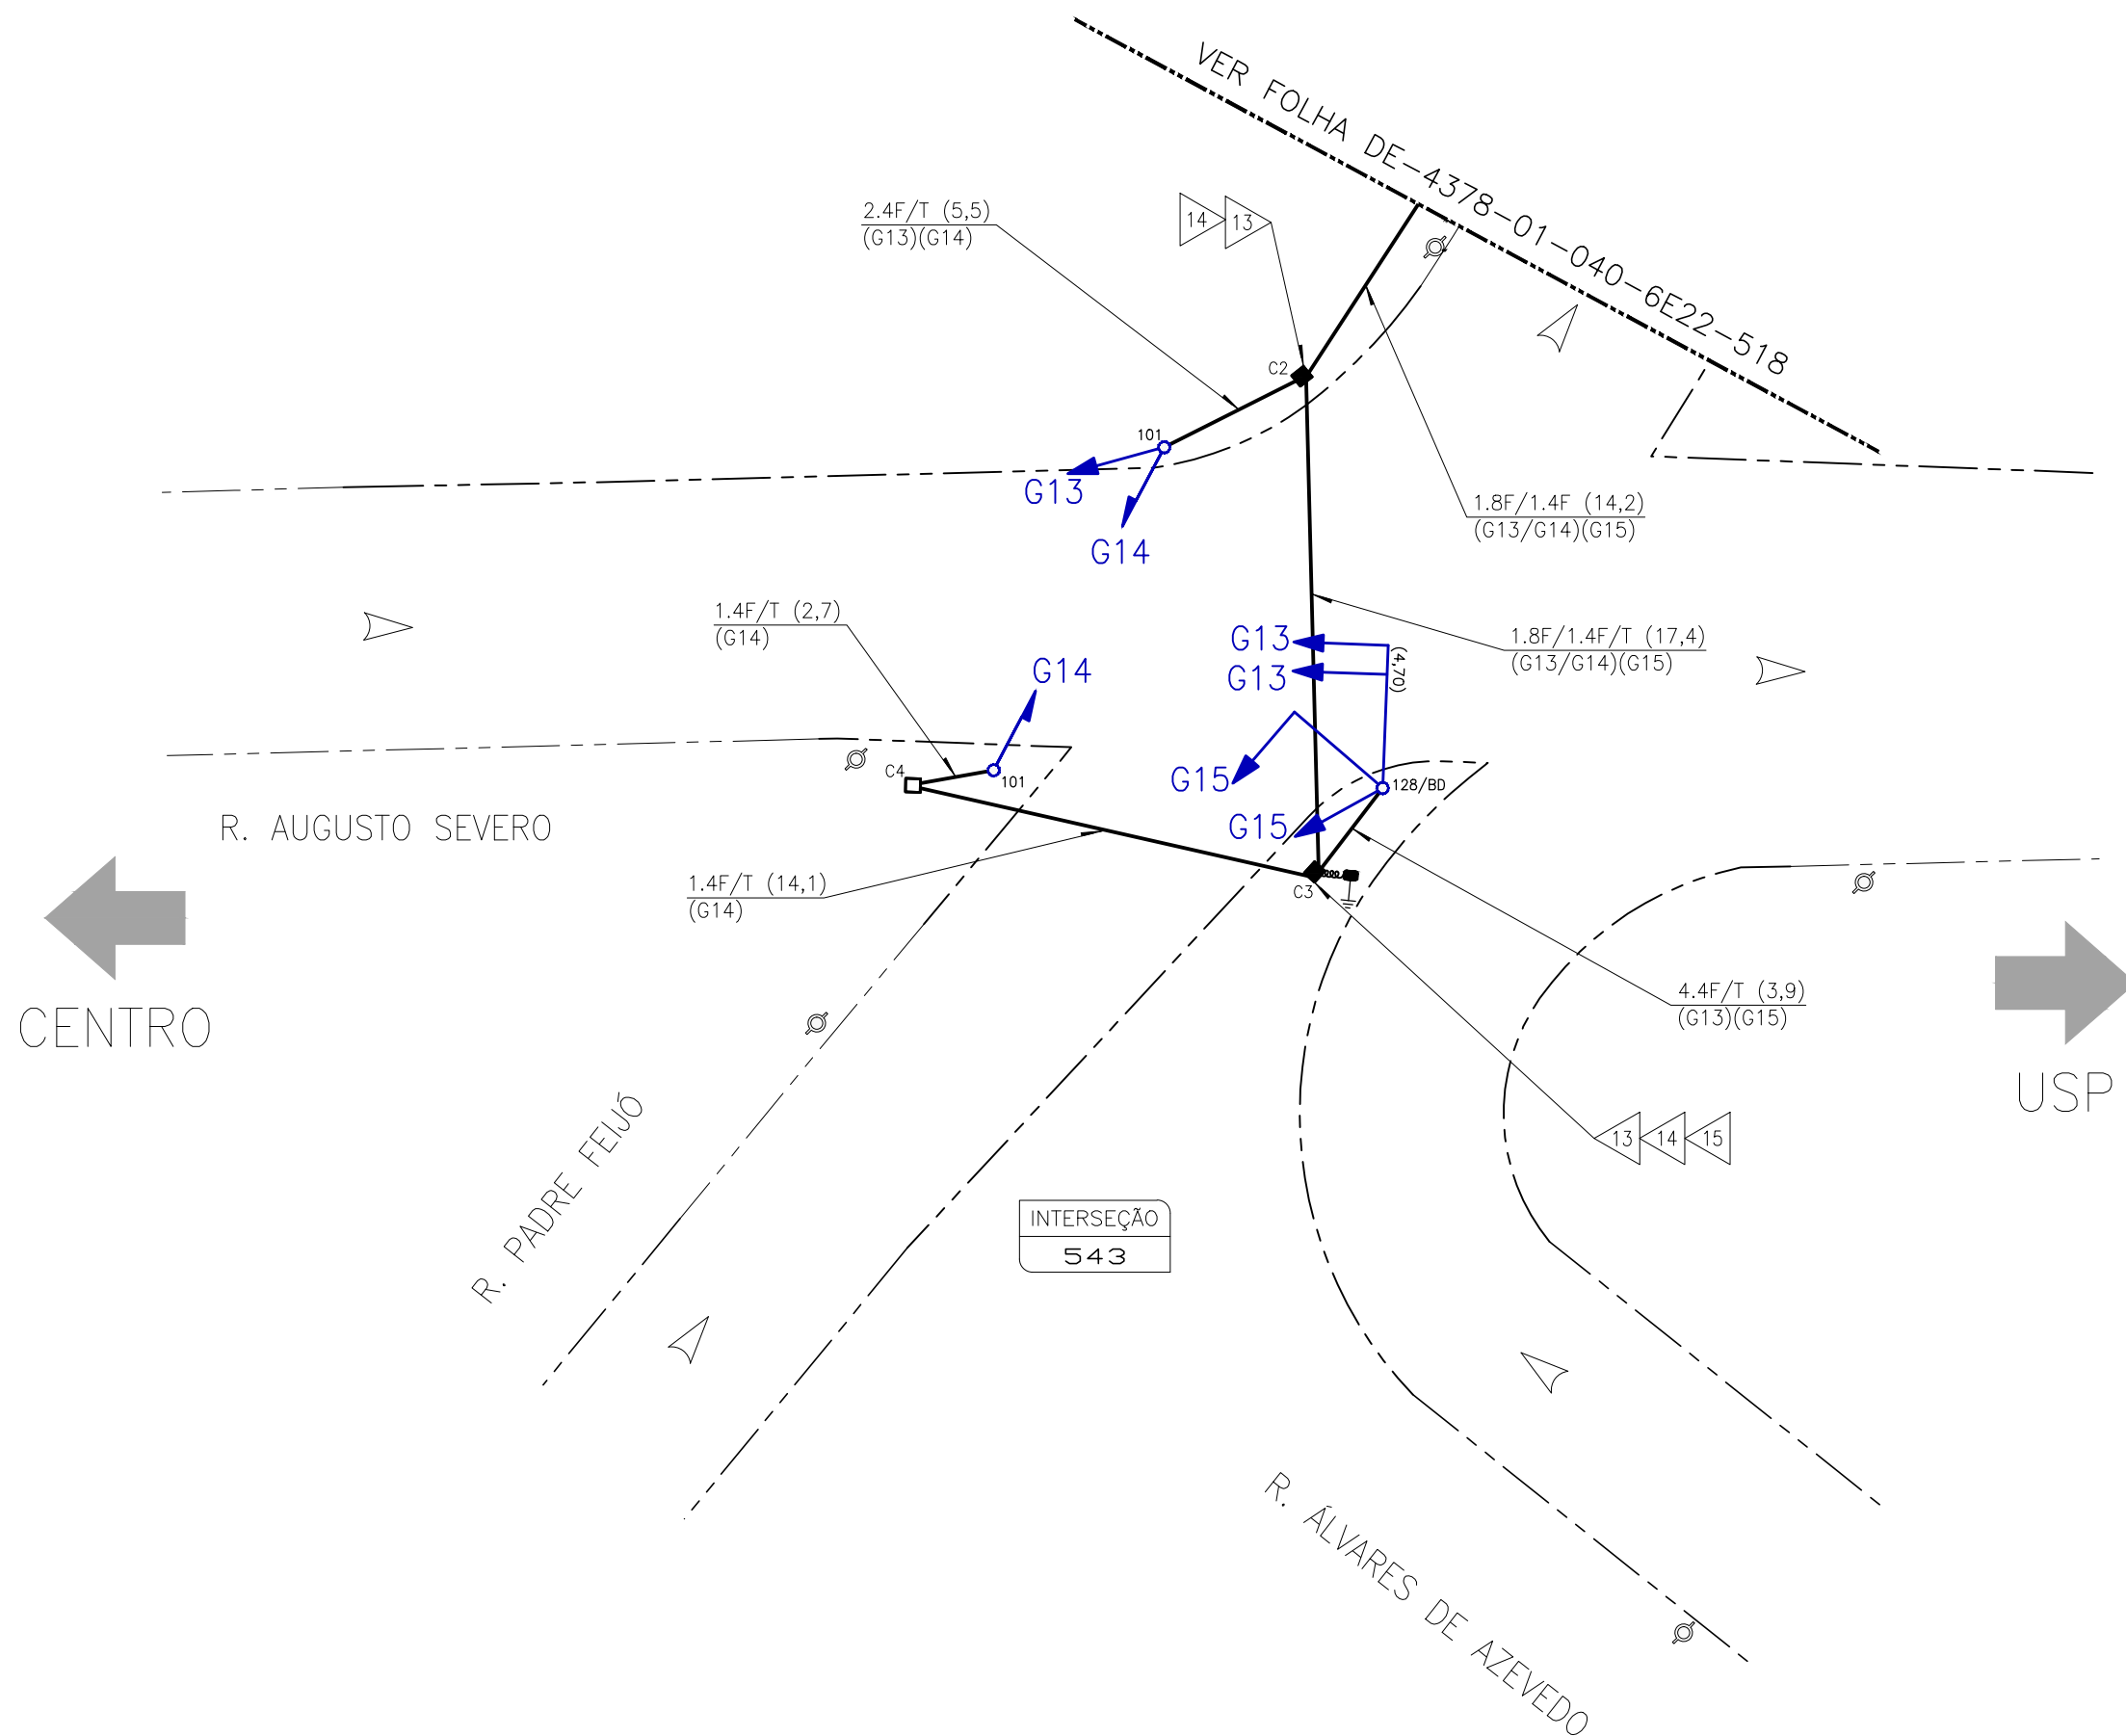 VER FOLHA DE-4378-01-040-6E22-518
2.4F/T (5,5)
(G13)(G14)
14
13
C2
101
G13
G14
1.8F/1.4F (14,2)
(G13/G14)(G15)
1.4F/T (2,7)
(G14)
G14
G13
G13
(4,70)
1.8F/1.4F/T (17,4)
(G13/G14)(G15)
C4
101
G15
128/BD
G15
R. AUGUSTO SEVERO
1.4F/T (14,1)
(G14)
C3
CENTRO
4.4F/T (3,9)
(G13)(G15)
USP
13
14
15
R. PADRE FEIJÓ
INTERSEÇÃO
543
R. ÁLVARES DE AZEVEDO